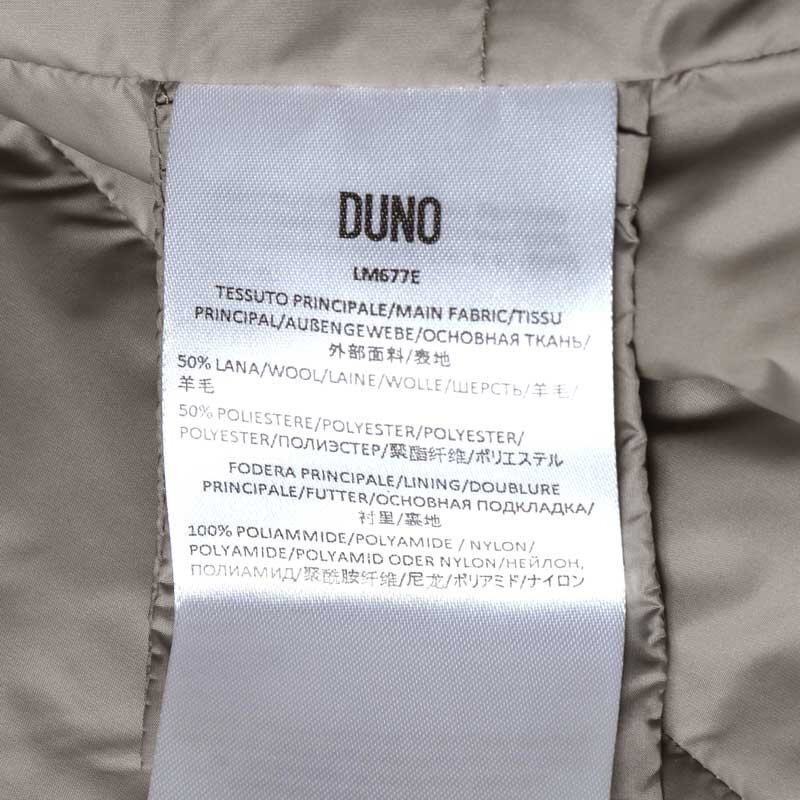 DUNO
LM677E
TESSUTO PRINCIPALE/MAIN FABRIC/TISSU
PRINCIPAL/AUßENGEWEBE/ОСНОВНАЯ ТКАНЬ/
外部面料/表地
50% LANA/WOOL/LAINE/WOLLE/ШЕРСТЬ/羊毛/
羊毛
50% POLIESTERE/POLYESTER/POLYESTER/
POLYESTER/ПОЛИЭСТЕР/聚酯纤维/ポリエステル
FODERA PRINCIPALE/LINING/DOUBLURE
PRINCIPALE/FUTTER/ОСНОВНАЯ ПОДКЛАДКА/
衬里/裏地
100% POLIAMMIDE/POLYAMIDE / NYLON/
POLYAMIDE/POLYAMID ODER NYLON/НЕЙЛОН,
ПОЛИАМИД/聚酰胺纤维/尼龙/ポリアミド/ナイロン